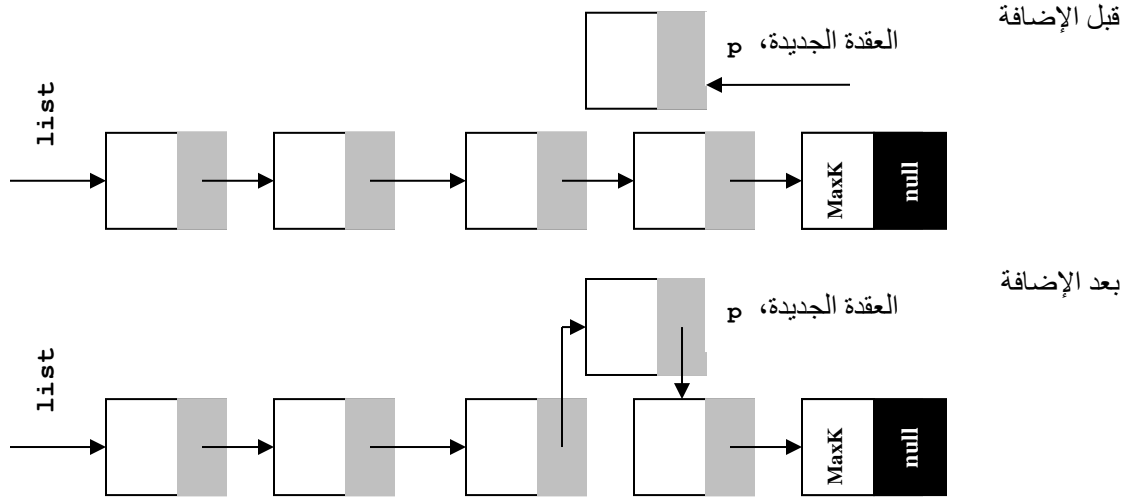 قبل الإضافة
العقدة الجديدة، p
list
MaxK
null
بعد الإضافة
العقدة الجديدة، p
list
MaxK
null